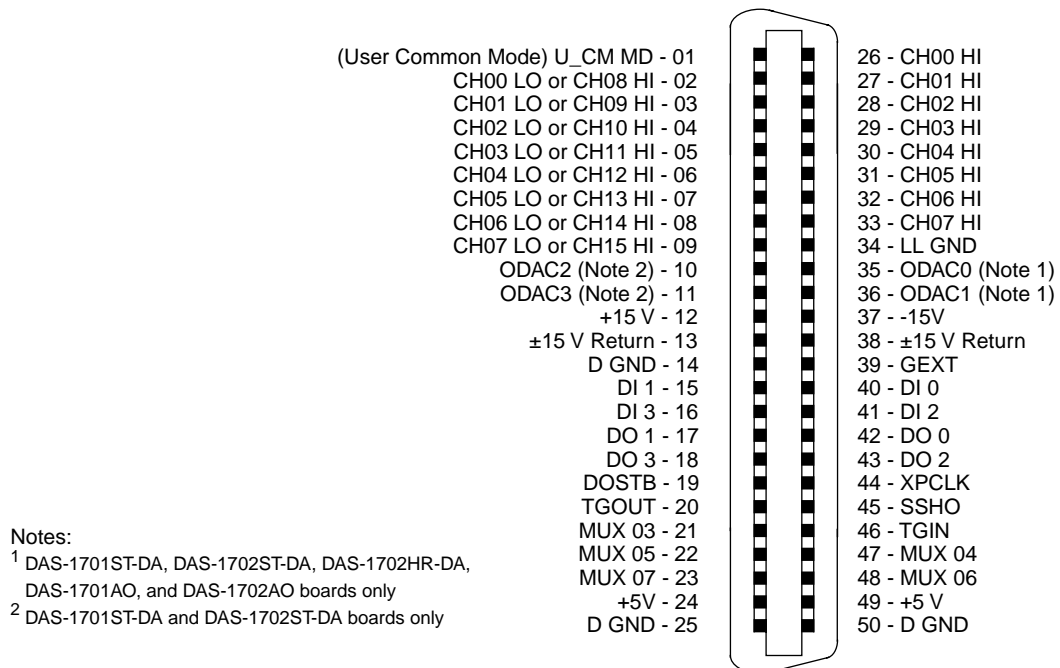 (User Common Mode) U_CM MD - 01
CH00 LO or CH08 HI - 02
CH01 LO or CH09 HI - 03
CH02 LO or CH10 HI - 04
CH03 LO or CH11 HI - 05
CH04 LO or CH12 HI - 06
CH05 LO or CH13 HI - 07
CH06 LO or CH14 HI - 08
CH07 LO or CH15 HI - 09
ODAC2 (Note 2) - 10
ODAC3 (Note 2) - 11
+15 V - 12
±15 V Return - 13
D GND - 14
DI 1 - 15
DI 3 - 16
DO 1 - 17
DO 3 - 18
DOSTB - 19
TGOUT - 20
MUX 03 - 21
MUX 05 - 22
MUX 07 - 23
+5V - 24
D GND - 25
26 - CH00 HI
27 - CH01 HI
28 - CH02 HI
29 - CH03 HI
30 - CH04 HI
31 - CH05 HI
32 - CH06 HI
33 - CH07 HI
34 - LL GND
35 - ODAC0 (Note 1)
36 - ODAC1 (Note 1)
37 - -15V
38 - ±15 V Return
39 - GEXT
40 - DI 0
41 - DI 2
42 - DO 0
43 - DO 2
44 - XPCLK
45 - SSHO
46 - TGIN
47 - MUX 04
48 - MUX 06
49 - +5 V
50 - D GND
Notes:
1 DAS-1701ST-DA, DAS-1702ST-DA, DAS-1702HR-DA,
DAS-1701AO, and DAS-1702AO boards only
2 DAS-1701ST-DA and DAS-1702ST-DA boards only